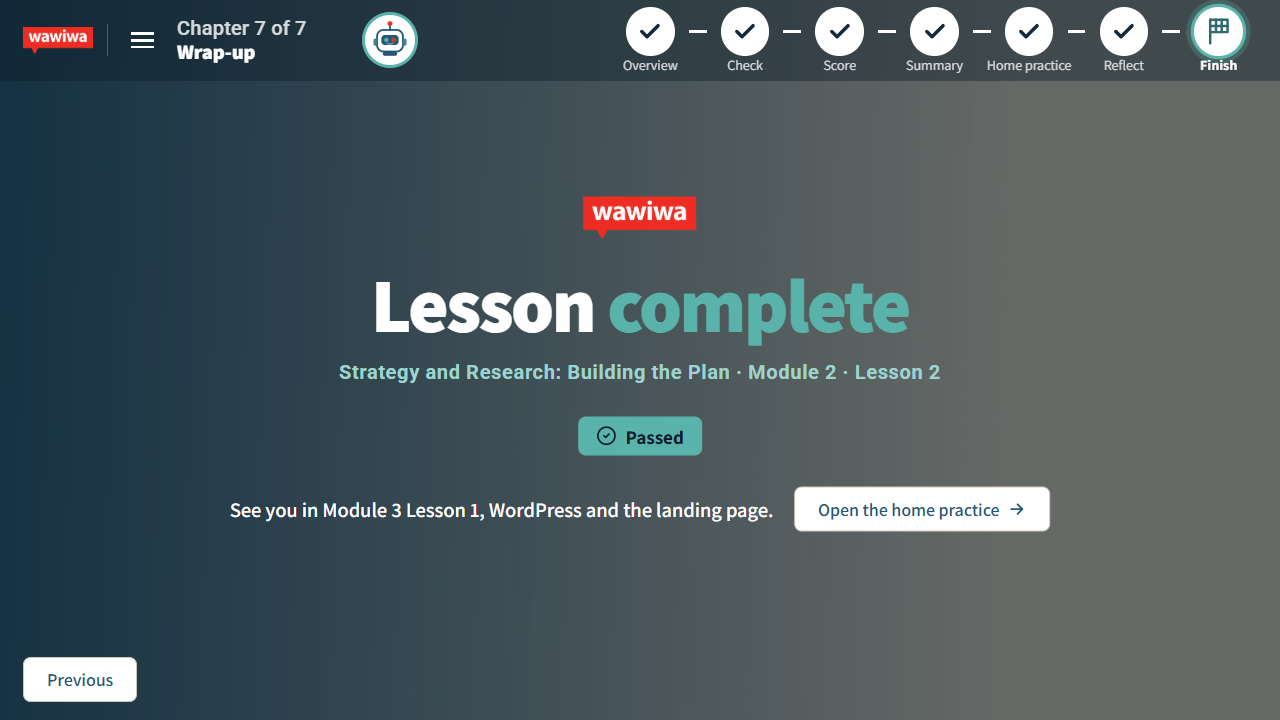 wawiwa
Chapter 7 of 7
Wrap-up
Overview
Check
Score
Summary
Home practice
Reflect
Finish
wawiwa
Lesson complete
Strategy and Research: Building the Plan · Module 2 · Lesson 2
Passed
See you in Module 3 Lesson 1, WordPress and the landing page.
Open the home practice
Previous